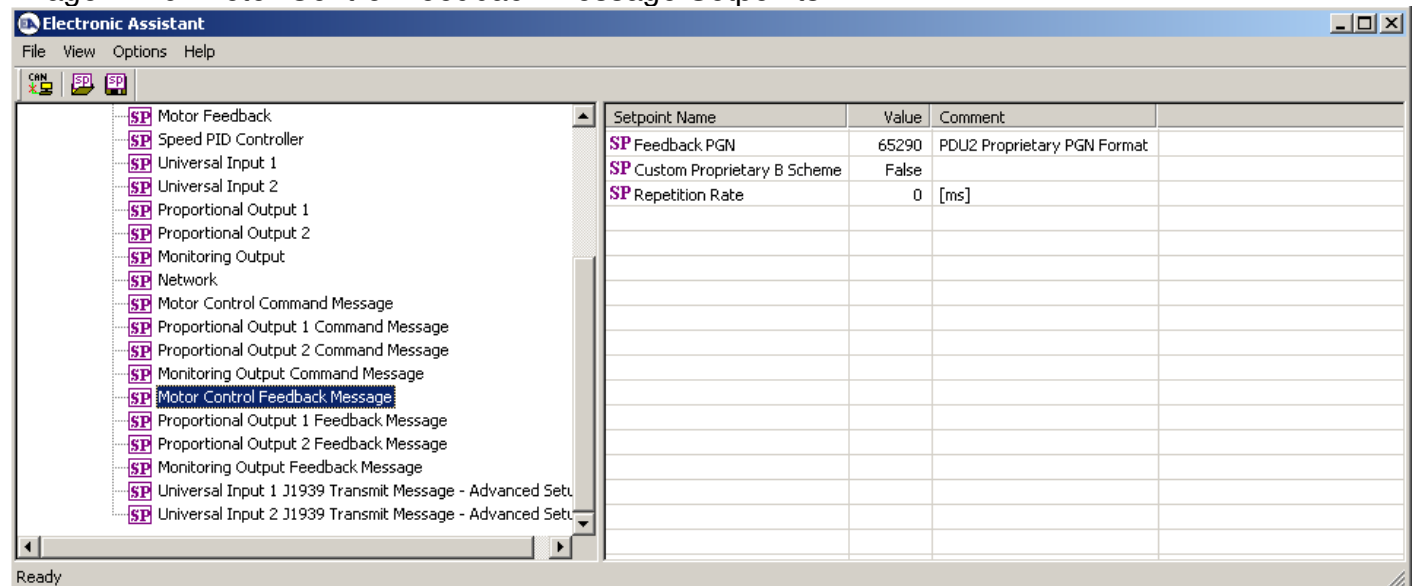 Electronic Assistant
File View Options Help
CAN SP SP
SP Motor Feedback
SP Speed PID Controller
SP Universal Input 1
SP Universal Input 2
SP Proportional Output 1
SP Proportional Output 2
SP Monitoring Output
SP Network
SP Motor Control Command Message
SP Proportional Output 1 Command Message
SP Proportional Output 2 Command Message
SP Monitoring Output Command Message
SP Motor Control Feedback Message
SP Proportional Output 1 Feedback Message
SP Proportional Output 2 Feedback Message
SP Monitoring Output Feedback Message
SP Universal Input 1 J1939 Transmit Message - Advanced Setu
SP Universal Input 2 J1939 Transmit Message - Advanced Setu
Setpoint Name Value Comment
SP Feedback PGN 65290 PDU2 Proprietary PGN Format
SP Custom Proprietary B Scheme False
SP Repetition Rate 0 [ms]
Ready